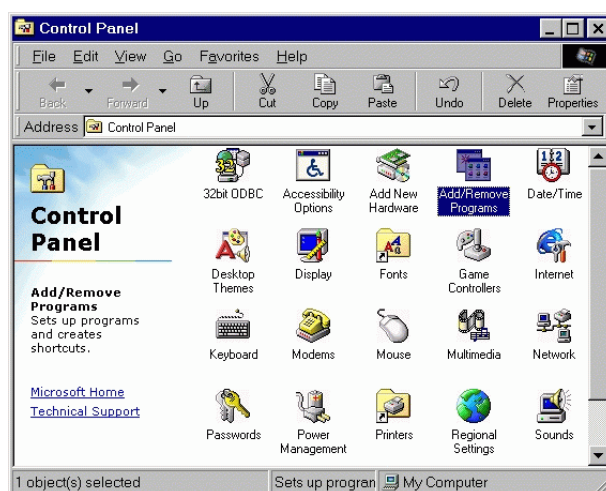 Control Panel
File Edit View Go Favorites Help
Back Forward Up Cut Copy Paste Undo Delete Properties
Address Control Panel
Control
Panel
Add/Remove
Programs
Sets up programs
and creates
shortcuts.
Microsoft Home
Technical Support
32bit ODBC
Accessibility
Options
Add New
Hardware
Add/Remove
Programs
Date/Time
Desktop
Themes
Display
Fonts
Game
Controllers
Internet
Keyboard
Modems
Mouse
Multimedia
Network
Passwords
Power
Management
Printers
Regional
Settings
Sounds
1 object(s) selected Sets up progran My Computer